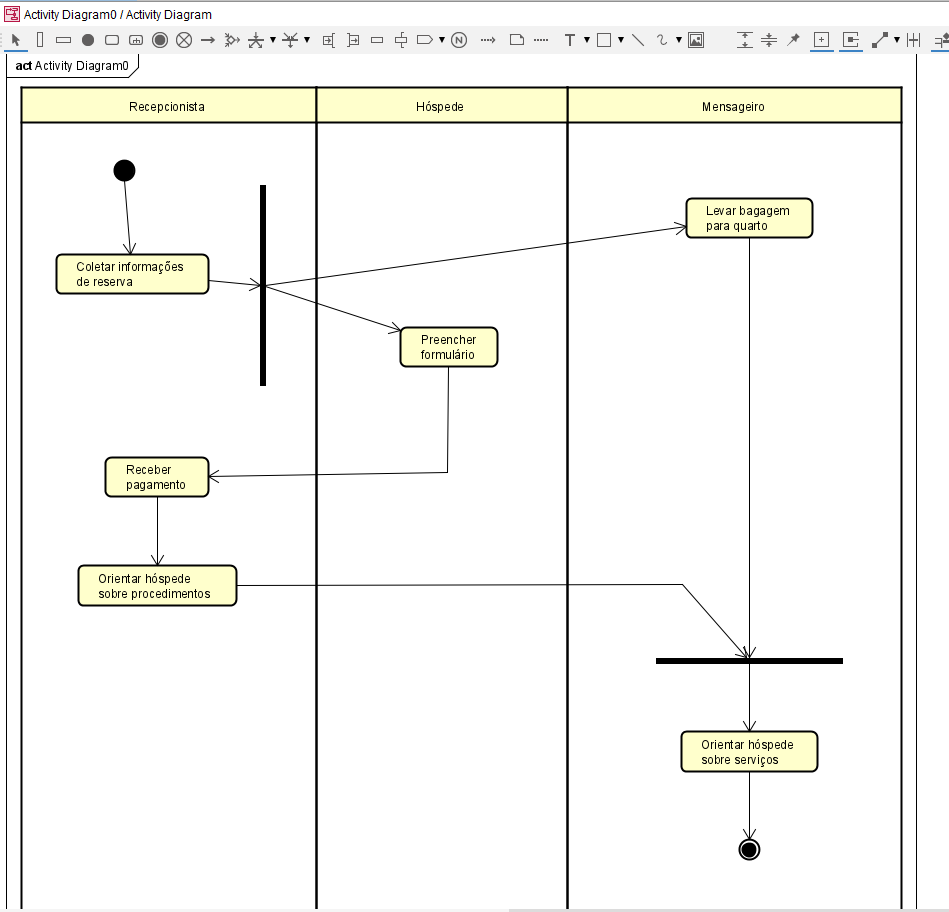 Activity Diagram0 / Activity Diagram
act Activity Diagram0
Recepcionista
Hóspede
Mensageiro
Levar bagagem
para quarto
Coletar informações
de reserva
Preencher
formulário
Receber
pagamento
Orientar hóspede
sobre procedimentos
Orientar hóspede
sobre serviços